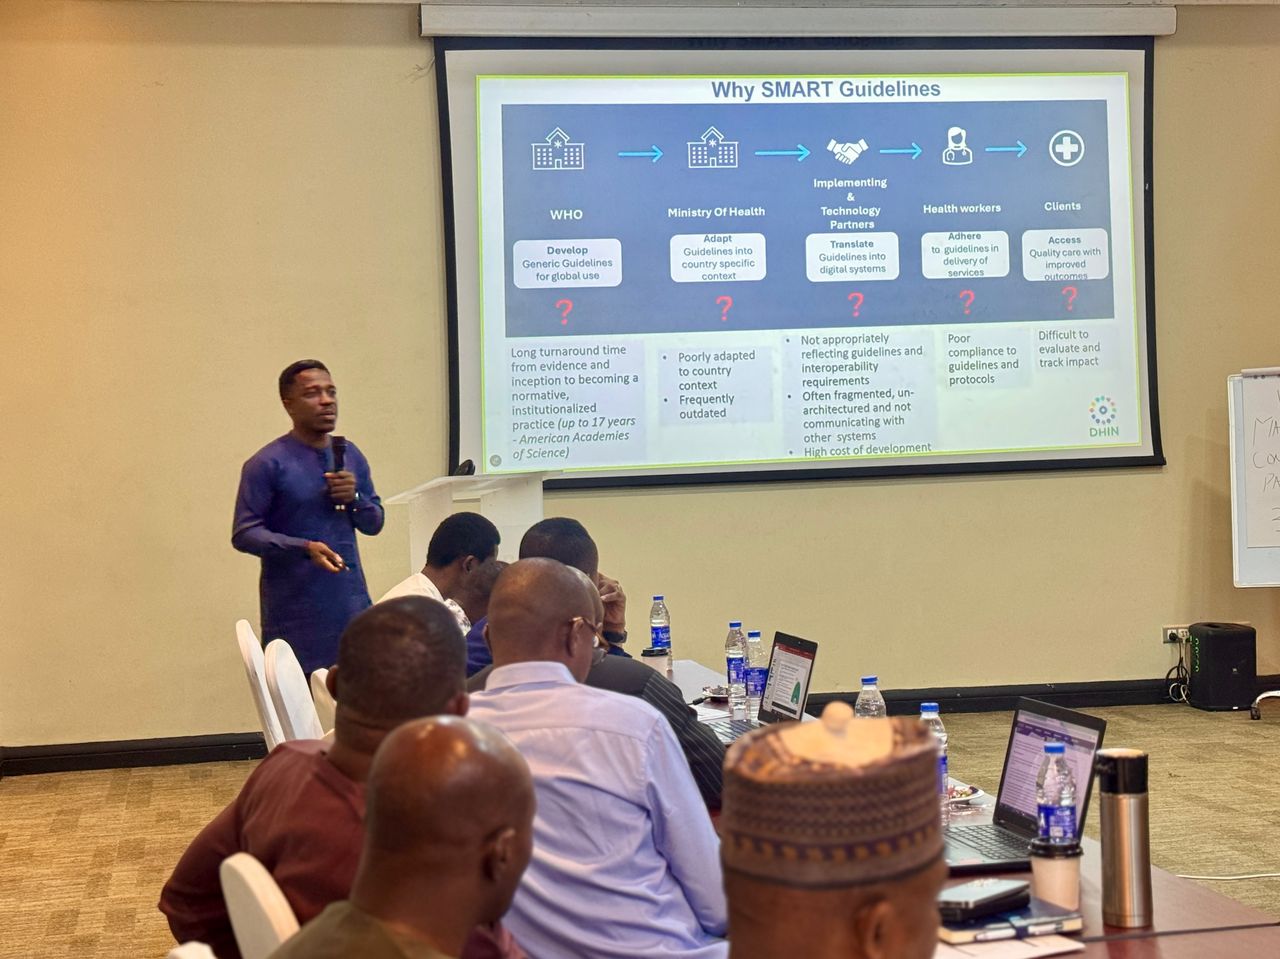 Why SMART Guidelines
WHO
Ministry Of Health
Implementing
&
Technology
Partners
Health workers
Clients
Develop
Generic Guidelines
for global use
Adapt
Guidelines into
country specific
context
Translate
Guidelines into
digital systems
Adhere
to guidelines in
delivery of
services
Access
Quality care with
improved
outcomes
?
?
?
?
?
Long turnaround time
from evidence and
inception to becoming a
normative,
institutionalized
practice (up to 17 years
- American Academies
of Science)
• Poorly adapted
to country
context
• Frequently
outdated
• Not appropriately
reflecting guidelines and
interoperability
requirements
• Often fragmented, un-
architectured and not
communicating with
other systems
• High cost of development
Poor
compliance to
guidelines and
protocols
Difficult to
evaluate and
track impact
DHIN